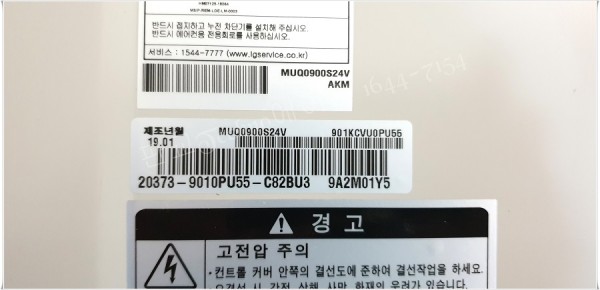 반드시 접지하고 누전 차단기를 설치해 주십시오.
반드시 에어컨용 전용회로를 사용하십시오.
서비스 : 1544-7777 (www.lgservice.co.kr)
MUQ0900S24V
AKM
제조년월 MUQ0900S24V 901KCVU0PU55
19.01
20373-9010PU55-C82BU3 9A2M01Y5
경 고
고전압 주의
·컨트롤 커버 안쪽의 결선도에 준하여 결선작업을 하세요.